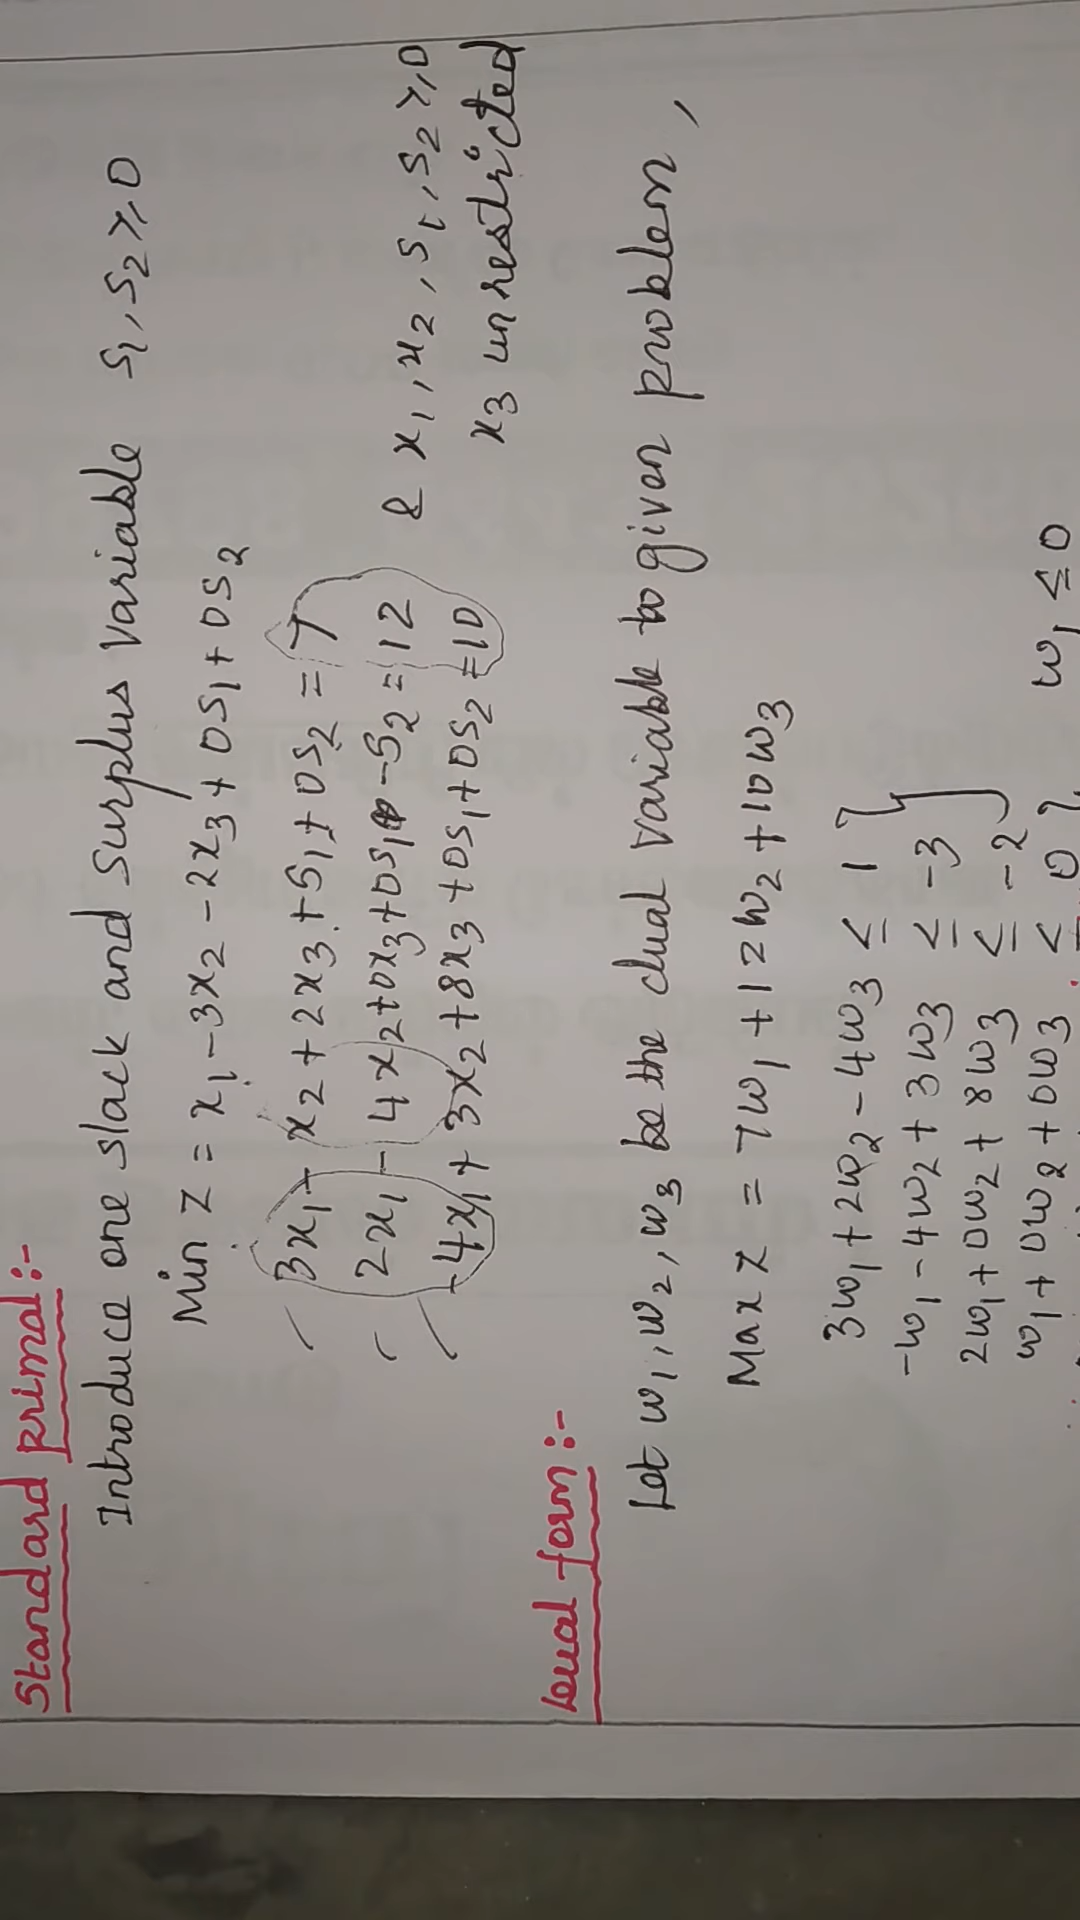 Standard primal :-
Introduce one slack and surplus variable s₁, s₂ ≥ 0
Min Z = x₁ - 3x₂ - 2x₃ + 0s₁ + 0s₂
3x₁ - x₂ + 2x₃ + s₁ + 0s₂ = 7
2x₁ - 4x₂ + 0x₃ + 0s₁ - s₂ = 12
-4x₁ + 3x₂ + 8x₃ + 0s₁ + 0s₂ = 10
& x₁, x₂, s₁, s₂ ≥ 0
x₃ unrestricted
Dual form :-
Let w₁, w₂, w₃ be the dual variable to given problem,
Max Z = 7w₁ + 12w₂ + 10w₃
3w₁ + 2w₂ - 4w₃ ≤ 1
-w₁ - 4w₂ + 3w₃ ≤ -3
2w₁ + 0w₂ + 8w₃ ≤ -2
w₁ + 0w₂ + 0w₃ ≤ 0 w₁ ≤ 0